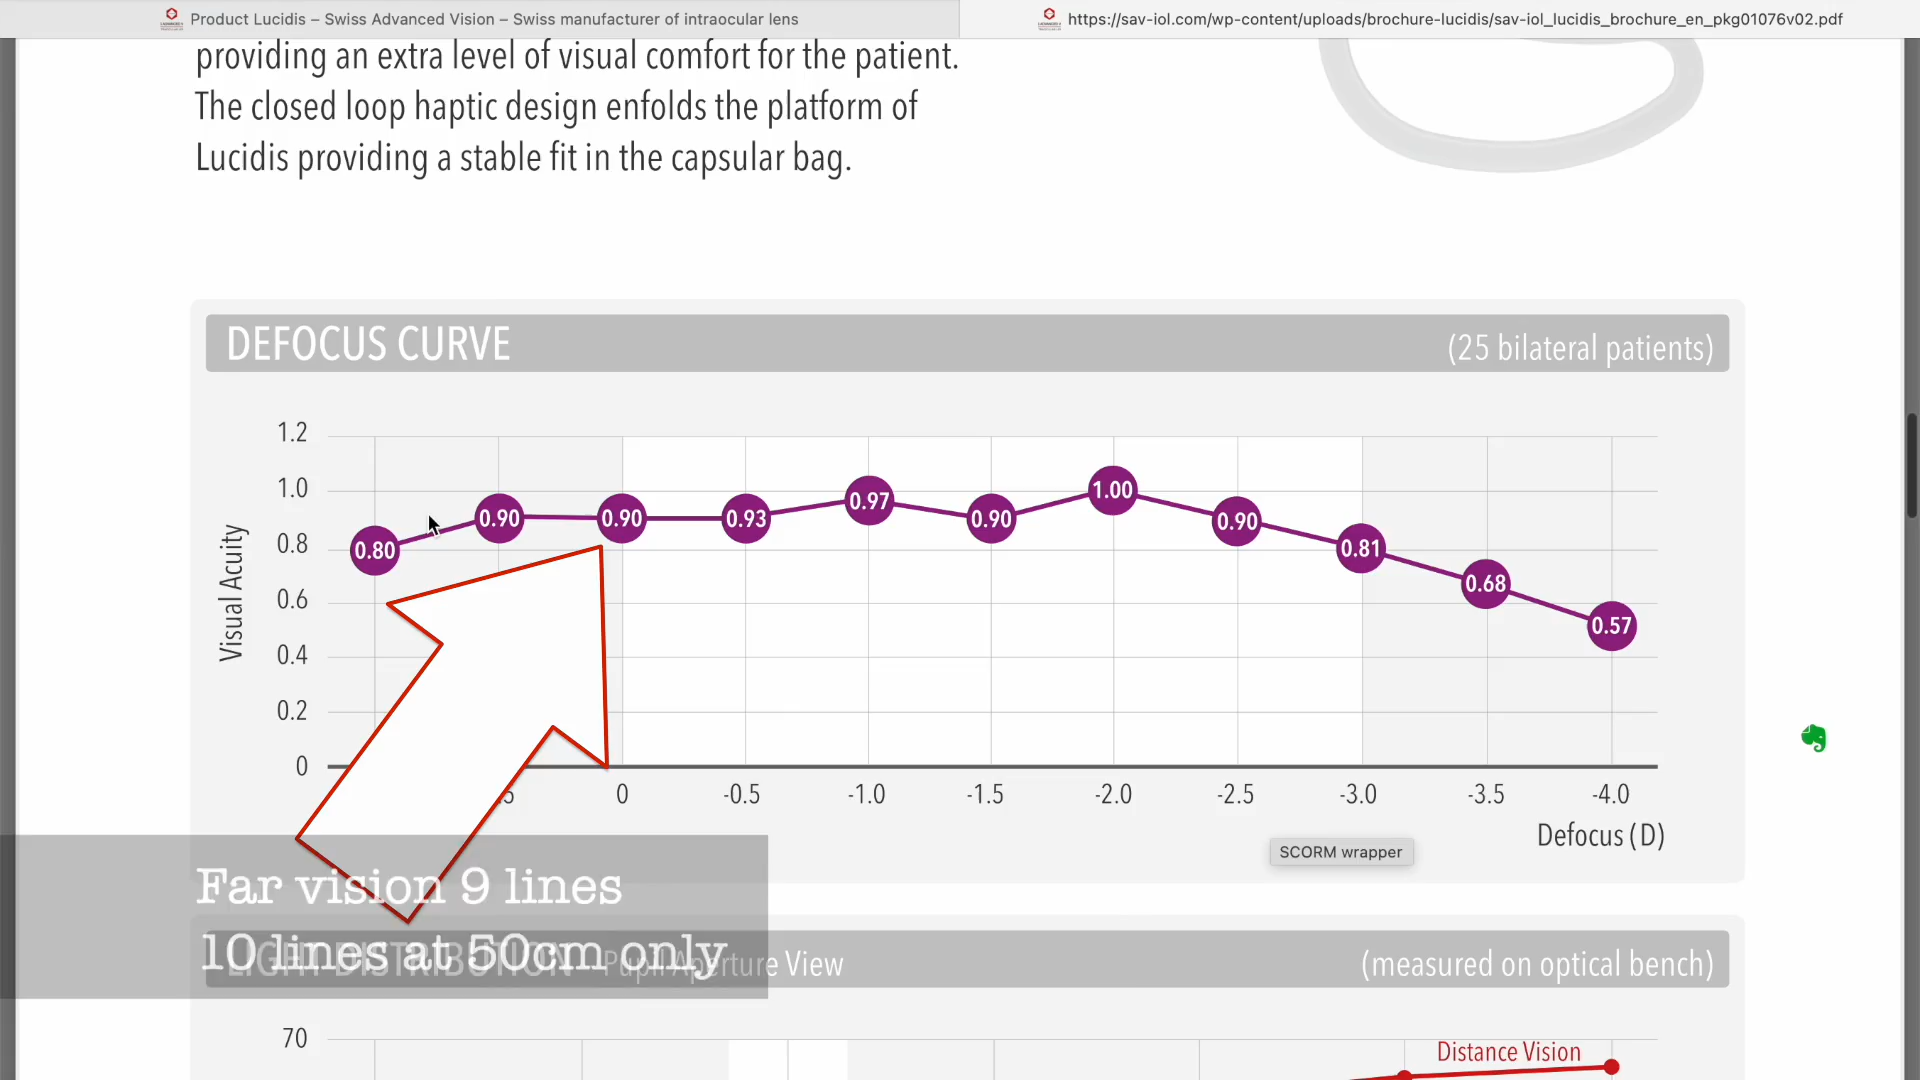 Product Lucidis – Swiss Advanced Vision – Swiss manufacturer of intraocular lens
https://sav-iol.com/wp-content/uploads/brochure-lucidis/sav-iol_lucidis_brochure_en_pkg01076v02.pdf
providing an extra level of visual comfort for the patient.
The closed loop haptic design enfolds the platform of
Lucidis providing a stable fit in the capsular bag.
DEFOCUS CURVE
(25 bilateral patients)
1.2
1.0
0.8
0.6
0.4
0.2
0
Visual Acuity
0.80
0.90
0.90
0.93
0.97
0.90
1.00
0.90
0.81
0.68
0.57
0
-0.5
-1.0
-1.5
-2.0
-2.5
-3.0
-3.5
-4.0
Defocus (D)
SCORM wrapper
Far vision 9 lines
10 lines at 50cm only
LIGHT DISTRIBUTION Pupil Aperture View
(measured on optical bench)
70
Distance Vision